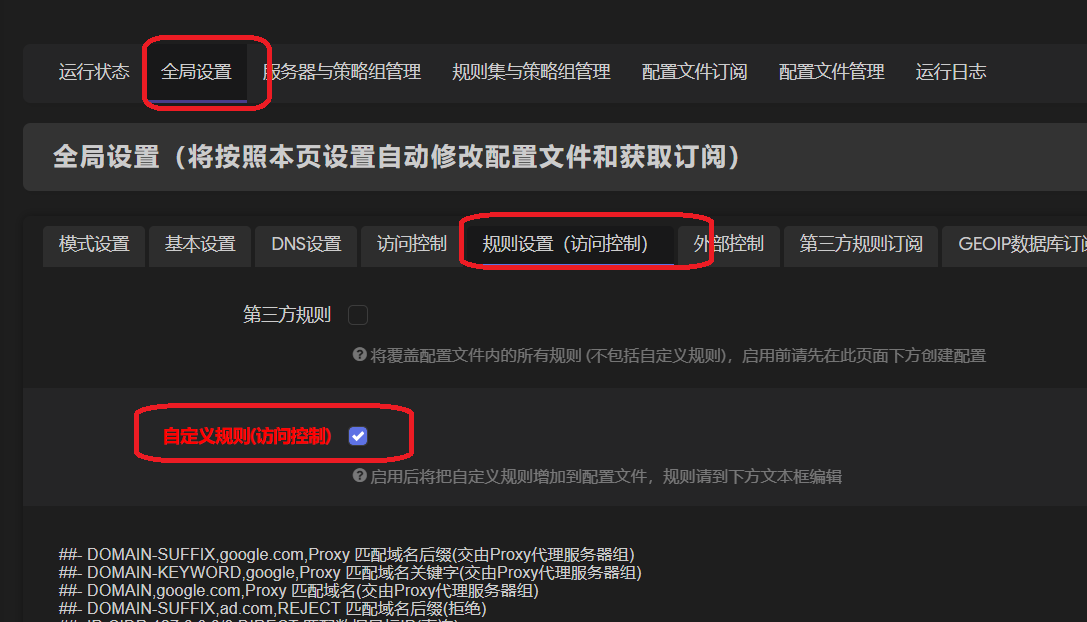 运行状态 全局设置 服务器与策略组管理 规则集与策略组管理 配置文件订阅 配置文件管理 运行日志
全局设置（将按照本页设置自动修改配置文件和获取订阅）
模式设置 基本设置 DNS设置 访问控制 规则设置（访问控制） 外部控制 第三方规则订阅 GEOIP数据库订阅
第三方规则
将覆盖配置文件内的所有规则 (不包括自定义规则)，启用前请先在此页面下方创建配置
自定义规则(访问控制)
启用后将把自定义规则增加到配置文件，规则请到下方文本框编辑
##- DOMAIN-SUFFIX,google.com,Proxy 匹配域名后缀(交由Proxy代理服务器组)
##- DOMAIN-KEYWORD,google,Proxy 匹配域名关键字(交由Proxy代理服务器组)
##- DOMAIN,google.com,Proxy 匹配域名(交由Proxy代理服务器组)
##- DOMAIN-SUFFIX,ad.com,REJECT 匹配域名后缀(拒绝)